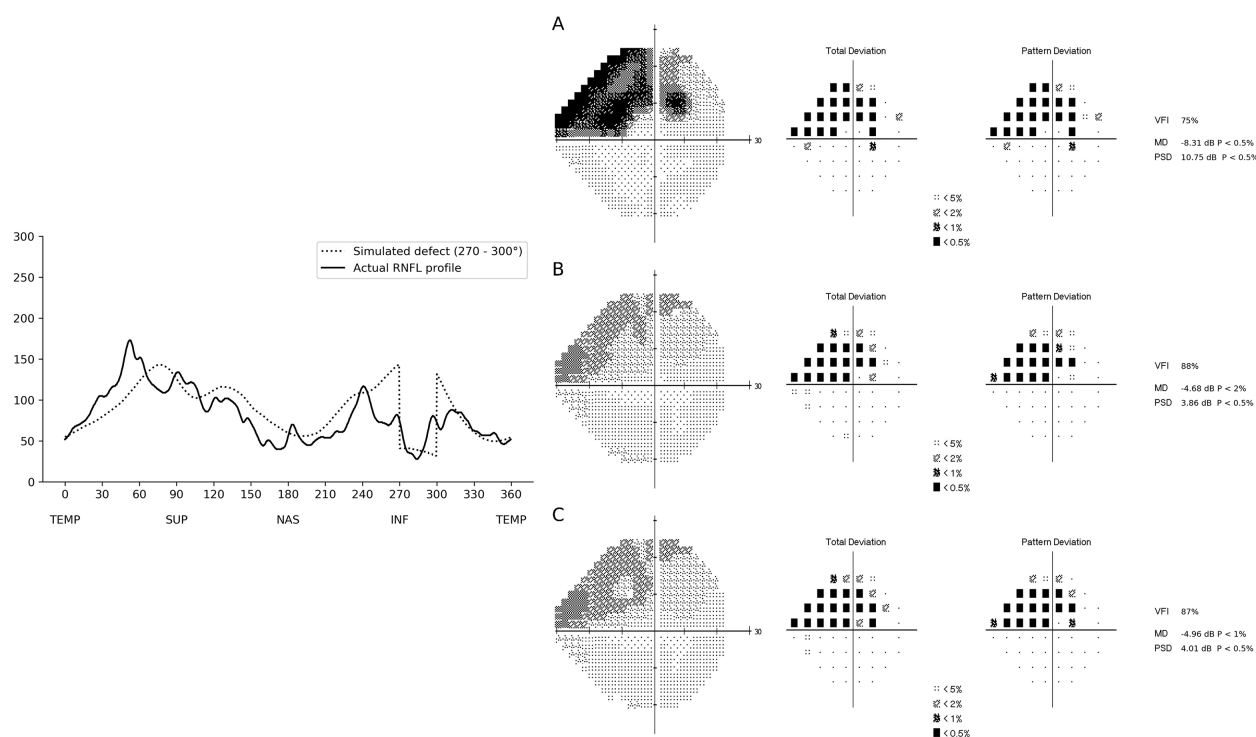 300
250
200
150
100
50
0
Simulated defect (270 - 300°)
Actual RNFL profile
0 30 60 90 120 150 180 210 240 270 300 330 360
TEMP SUP NAS INF TEMP
A
30
Total Deviation
Pattern Deviation
VFI 75%
MD -8.31 dB P < 0.5%
PSD 10.75 dB P < 0.5%
< 5%
< 2%
< 1%
< 0.5%
B
30
Total Deviation
Pattern Deviation
VFI 88%
MD -4.68 dB P < 2%
PSD 3.86 dB P < 0.5%
< 5%
< 2%
< 1%
< 0.5%
C
30
Total Deviation
Pattern Deviation
VFI 87%
MD -4.96 dB P < 1%
PSD 4.01 dB P < 0.5%
< 5%
< 2%
< 1%
< 0.5%